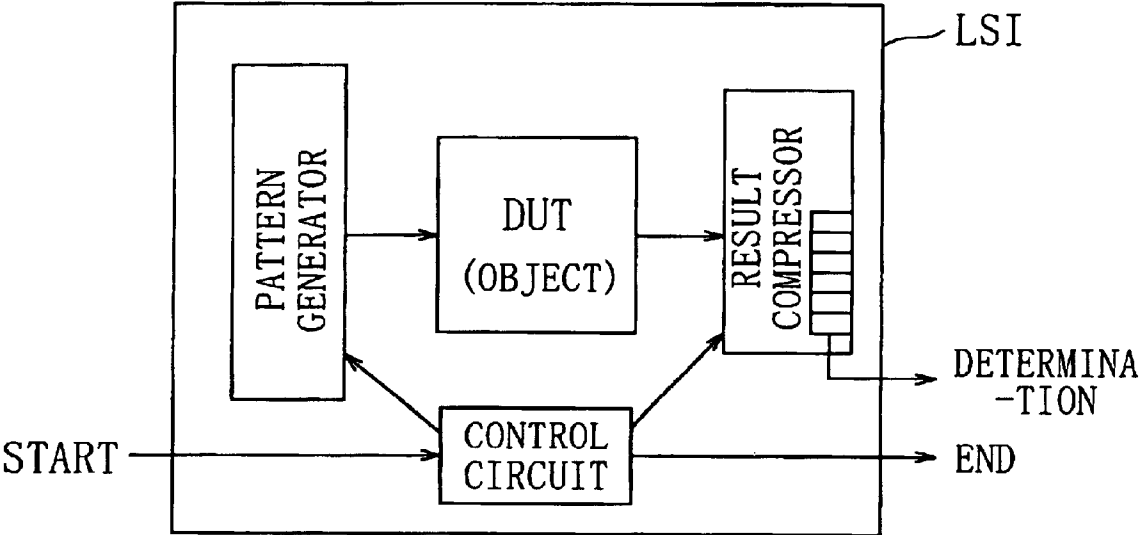 LSI
PATTERN
GENERATOR
DUT
(OBJECT)
RESULT
COMPRESSOR
DETERMINA
-TION
START
CONTROL
CIRCUIT
END